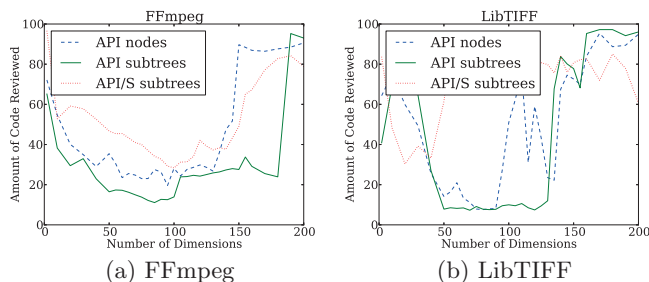 FFmpeg
100
80
60
40
20
0
Amount of Code Reviewed
API nodes
API subtrees
API/S subtrees
0 50 100 150 200
Number of Dimensions
(a) FFmpeg
LibTIFF
100
80
60
40
20
0
Amount of Code Reviewed
API nodes
API subtrees
API/S subtrees
0 50 100 150 200
Number of Dimensions
(b) LibTIFF